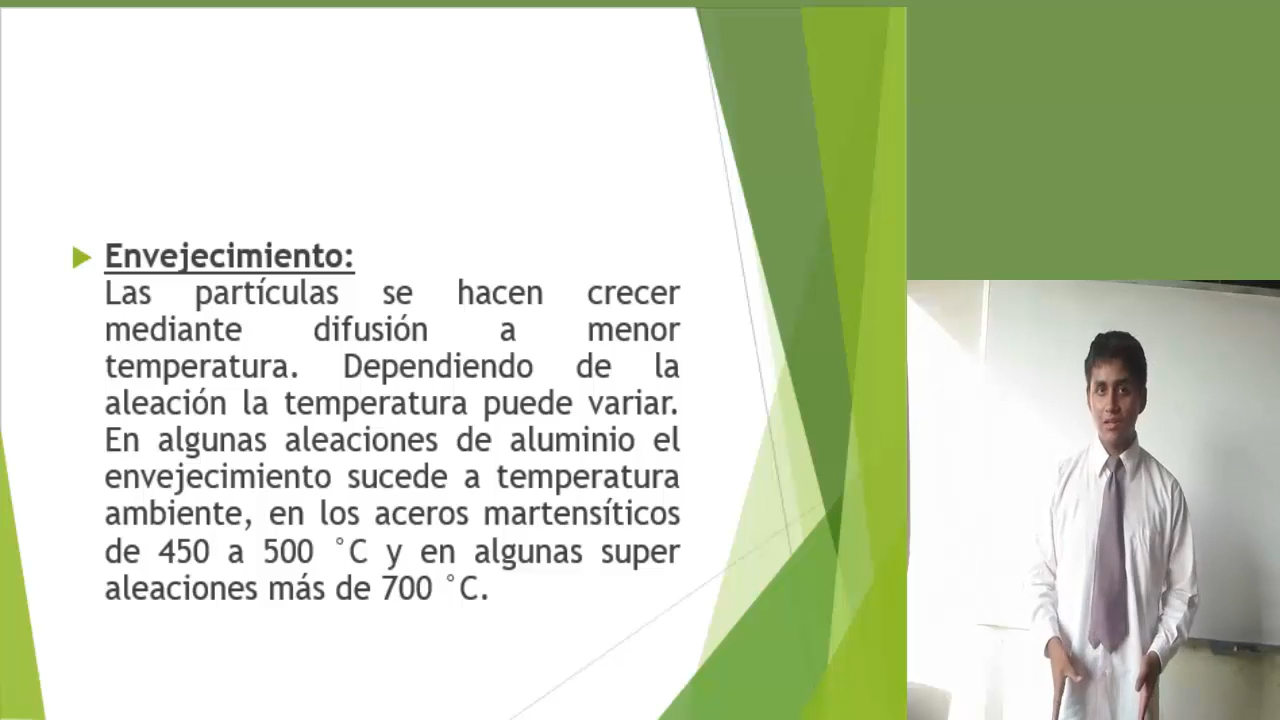 Envejecimiento:
Las partículas se hacen crecer
mediante difusión a menor
temperatura. Dependiendo de la
aleación la temperatura puede variar.
En algunas aleaciones de aluminio el
envejecimiento sucede a temperatura
ambiente, en los aceros martensíticos
de 450 a 500 °C y en algunas super
aleaciones más de 700 °C.